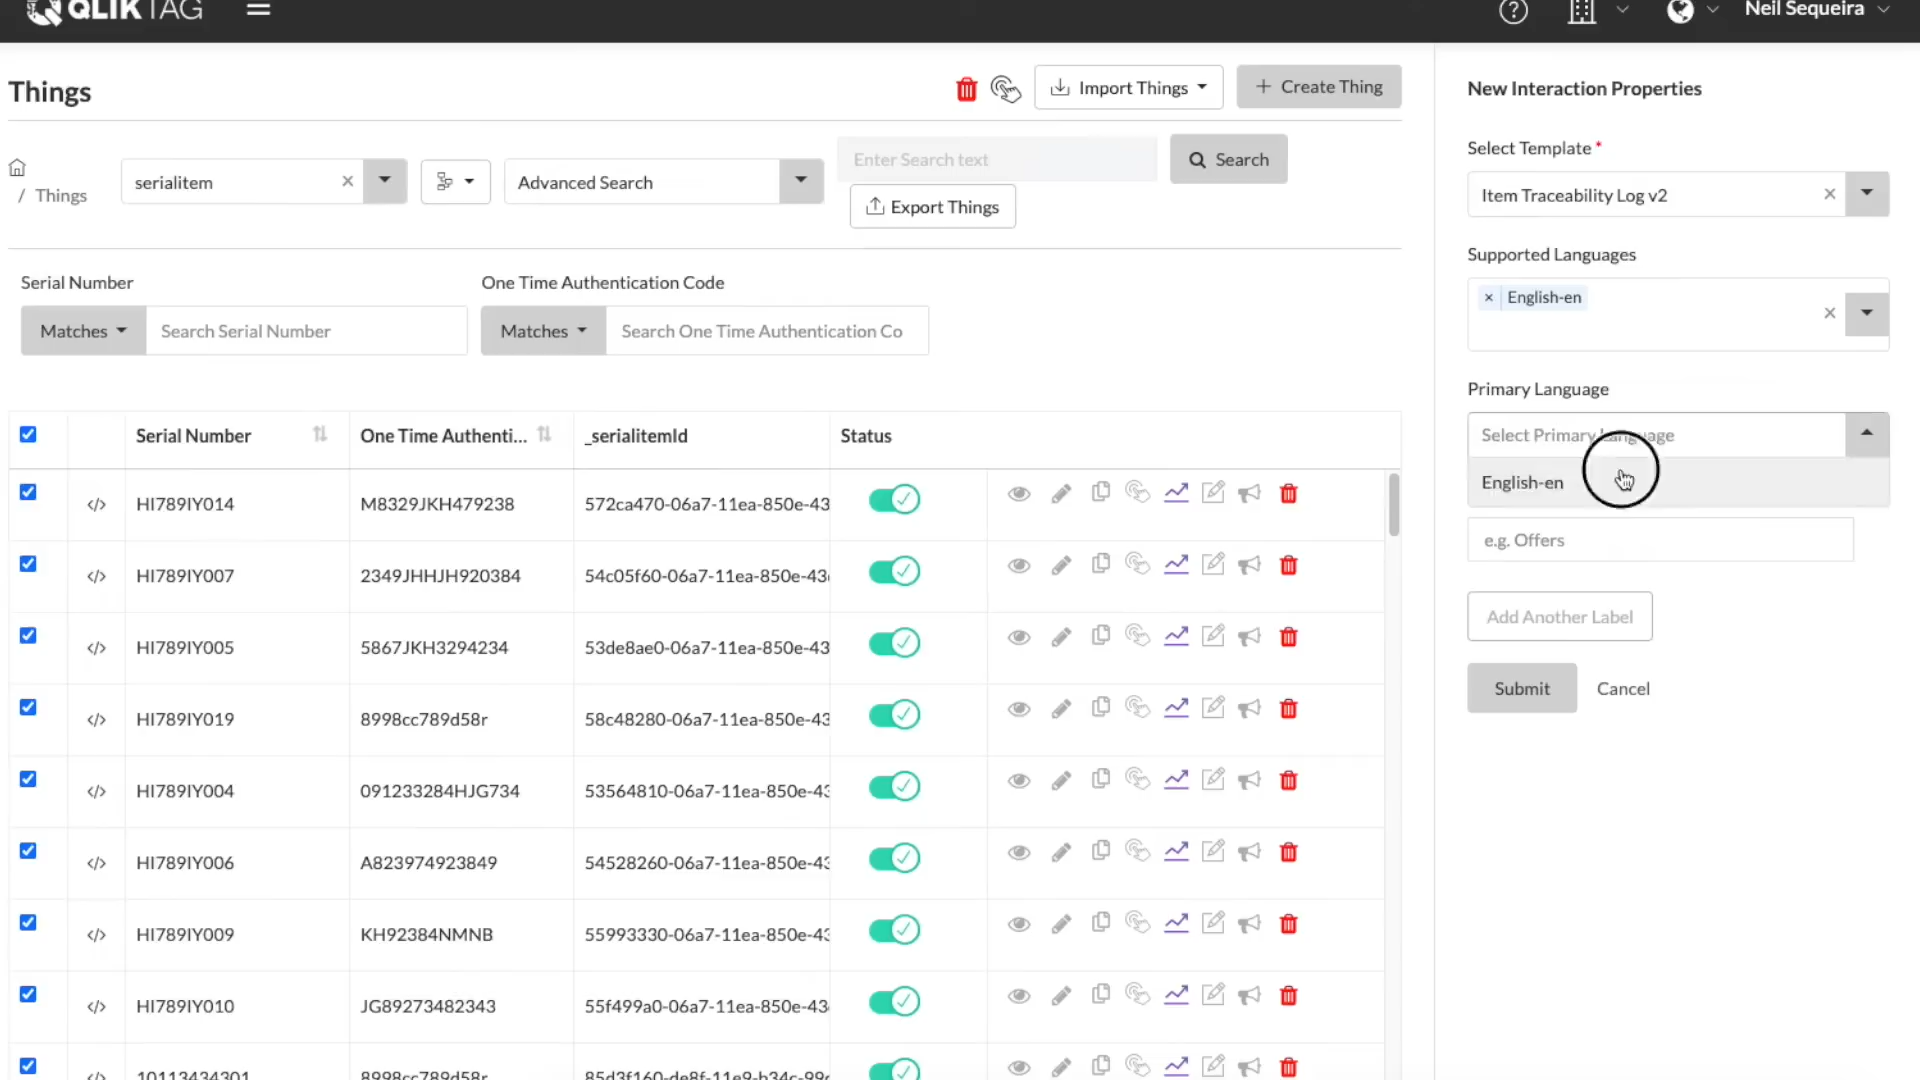 QLIKTAG
Neil Sequeira
Things
Import Things
+ Create Thing
/ Things
serialitem
Advanced Search
Enter Search text
Search
Export Things
Serial Number
One Time Authentication Code
Matches
Search Serial Number
Matches
Search One Time Authentication Co
Serial Number
One Time Authenti...
_serialitemId
Status
</> HI789IY014 M8329JKH479238 572ca470-06a7-11ea-850e-43
</> HI789IY007 2349JHHJH920384 54c05f60-06a7-11ea-850e-43
</> HI789IY005 5867JKH3294234 53de8ae0-06a7-11ea-850e-43
</> HI789IY019 8998cc789d58r 58c48280-06a7-11ea-850e-43
</> HI789IY004 091233284HJG734 53564810-06a7-11ea-850e-43
</> HI789IY006 A823974923849 54528260-06a7-11ea-850e-43
</> HI789IY009 KH92384NMNB 55993330-06a7-11ea-850e-43
</> HI789IY010 JG89273482343 55f499a0-06a7-11ea-850e-43
</> 10113434301 8998cc789d58r 85d3f160-de8f-11e9-b34c-99
New Interaction Properties
Select Template *
Item Traceability Log v2
Supported Languages
× English-en
Primary Language
Select Primary Language
English-en
e.g. Offers
Add Another Label
Submit
Cancel